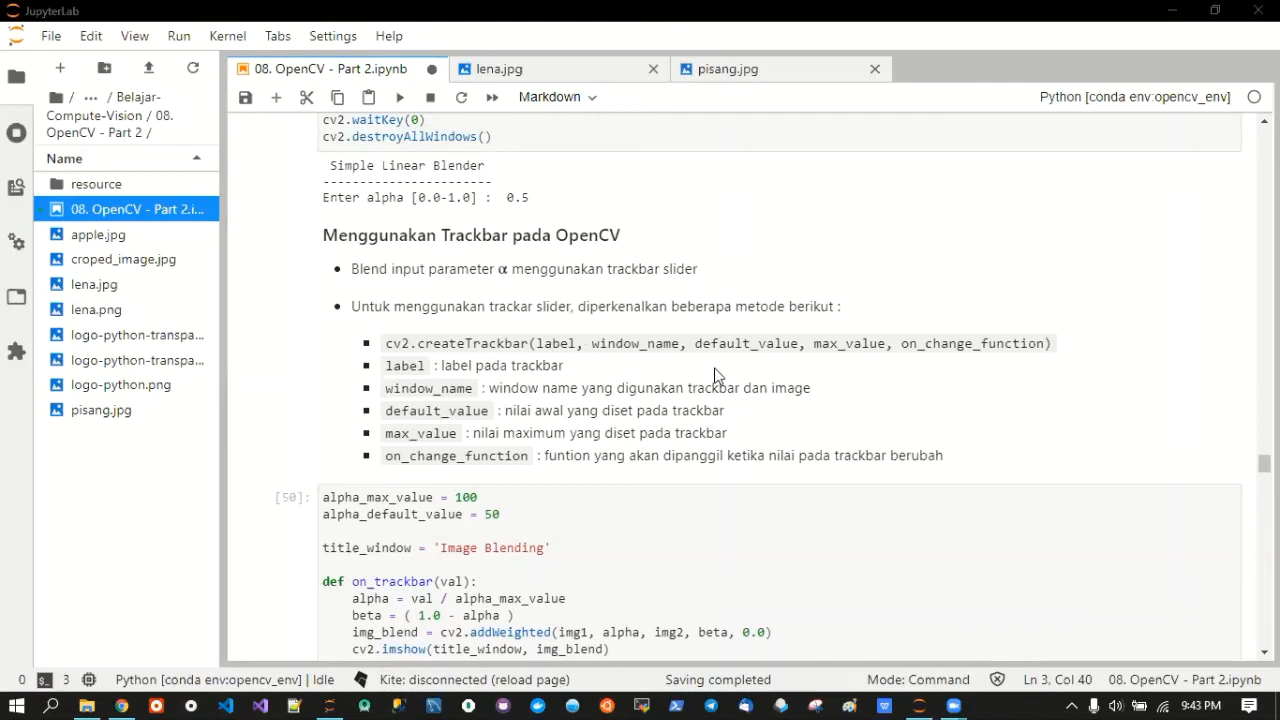 JupyterLab
File Edit View Run Kernel Tabs Settings Help
08. OpenCV - Part 2.ipynb
lena.jpg
pisang.jpg
Markdown
Python [conda env:opencv_env]
/ ··· / Belajar-
Compute-Vision / 08.
OpenCV - Part 2 /
Name
resource
08. OpenCV - Part 2.i...
apple.jpg
croped_image.jpg
lena.jpg
lena.png
logo-python-transpa...
logo-python-transpa...
logo-python.png
pisang.jpg
cv2.waitKey(0)
cv2.destroyAllWindows()
Simple Linear Blender
-----------------------
Enter alpha [0.0-1.0] :  0.5
Menggunakan Trackbar pada OpenCV
Blend input parameter α menggunakan trackbar slider
Untuk menggunakan trackar slider, diperkenalkan beberapa metode berikut :
cv2.createTrackbar(label, window_name, default_value, max_value, on_change_function)
label : label pada trackbar
window_name : window name yang digunakan trackbar dan image
default_value : nilai awal yang diset pada trackbar
max_value : nilai maximum yang diset pada trackbar
on_change_function : funtion yang akan dipanggil ketika nilai pada trackbar berubah
[50]:
alpha_max_value = 100
alpha_default_value = 50
title_window = 'Image Blending'
def on_trackbar(val):
alpha = val / alpha_max_value
beta = ( 1.0 - alpha )
img_blend = cv2.addWeighted(img1, alpha, img2, beta, 0.0)
cv2.imshow(title_window, img_blend)
0 3 Python [conda env:opencv_env] | Idle Kite: disconnected (reload page) Saving completed Mode: Command Ln 3, Col 40 08. OpenCV - Part 2.ipynb
9:43 PM